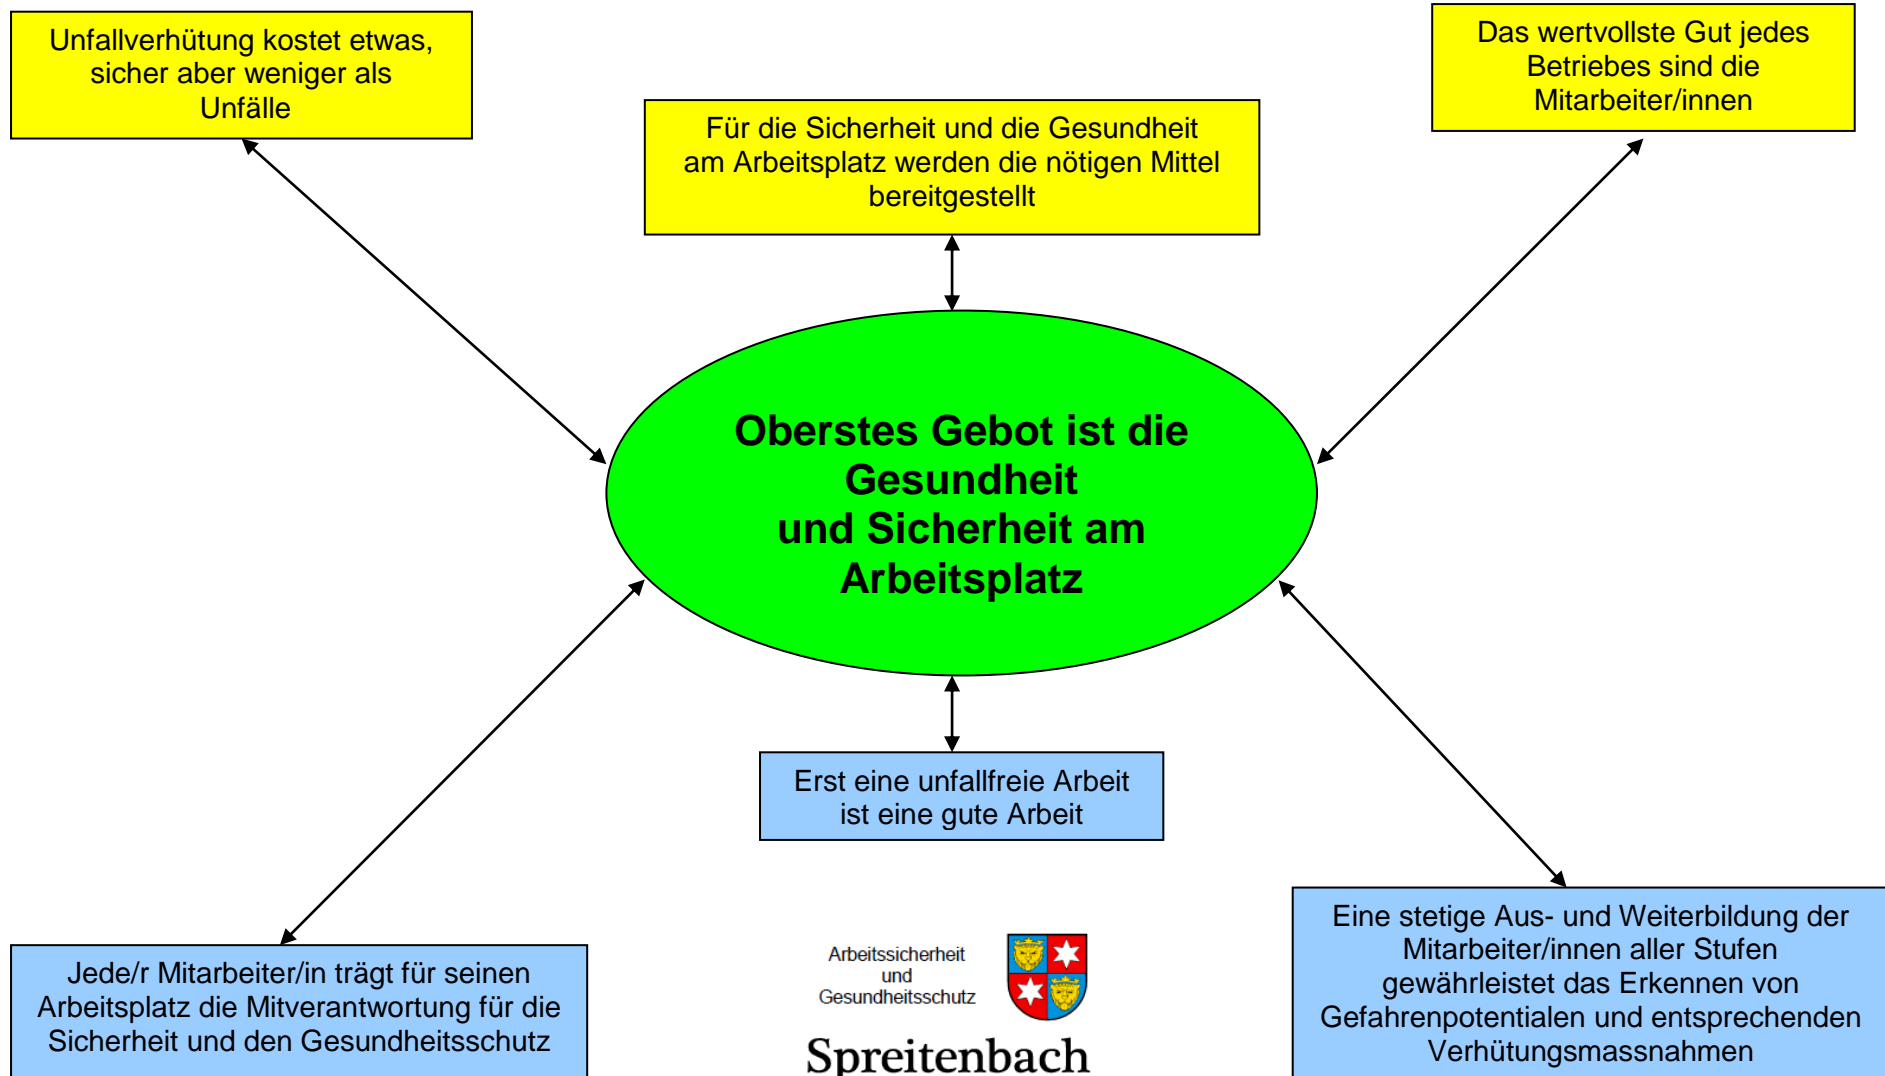 Unfallverhütung kostet etwas,
sicher aber weniger als
Unfälle
Für die Sicherheit und die Gesundheit
am Arbeitsplatz werden die nötigen Mittel
bereitgestellt
Das wertvollste Gut jedes
Betriebes sind die
Mitarbeiter/innen
Oberstes Gebot ist die
Gesundheit
und Sicherheit am
Arbeitsplatz
Erst eine unfallfreie Arbeit
ist eine gute Arbeit
Jede/r Mitarbeiter/in trägt für seinen
Arbeitsplatz die Mitverantwortung für die
Sicherheit und den Gesundheitsschutz
Arbeitssicherheit
und
Gesundheitsschutz
Spreitenbach
Eine stetige Aus- und Weiterbildung der
Mitarbeiter/innen aller Stufen
gewährleistet das Erkennen von
Gefahrenpotentialen und entsprechenden
Verhütungsmassnahmen